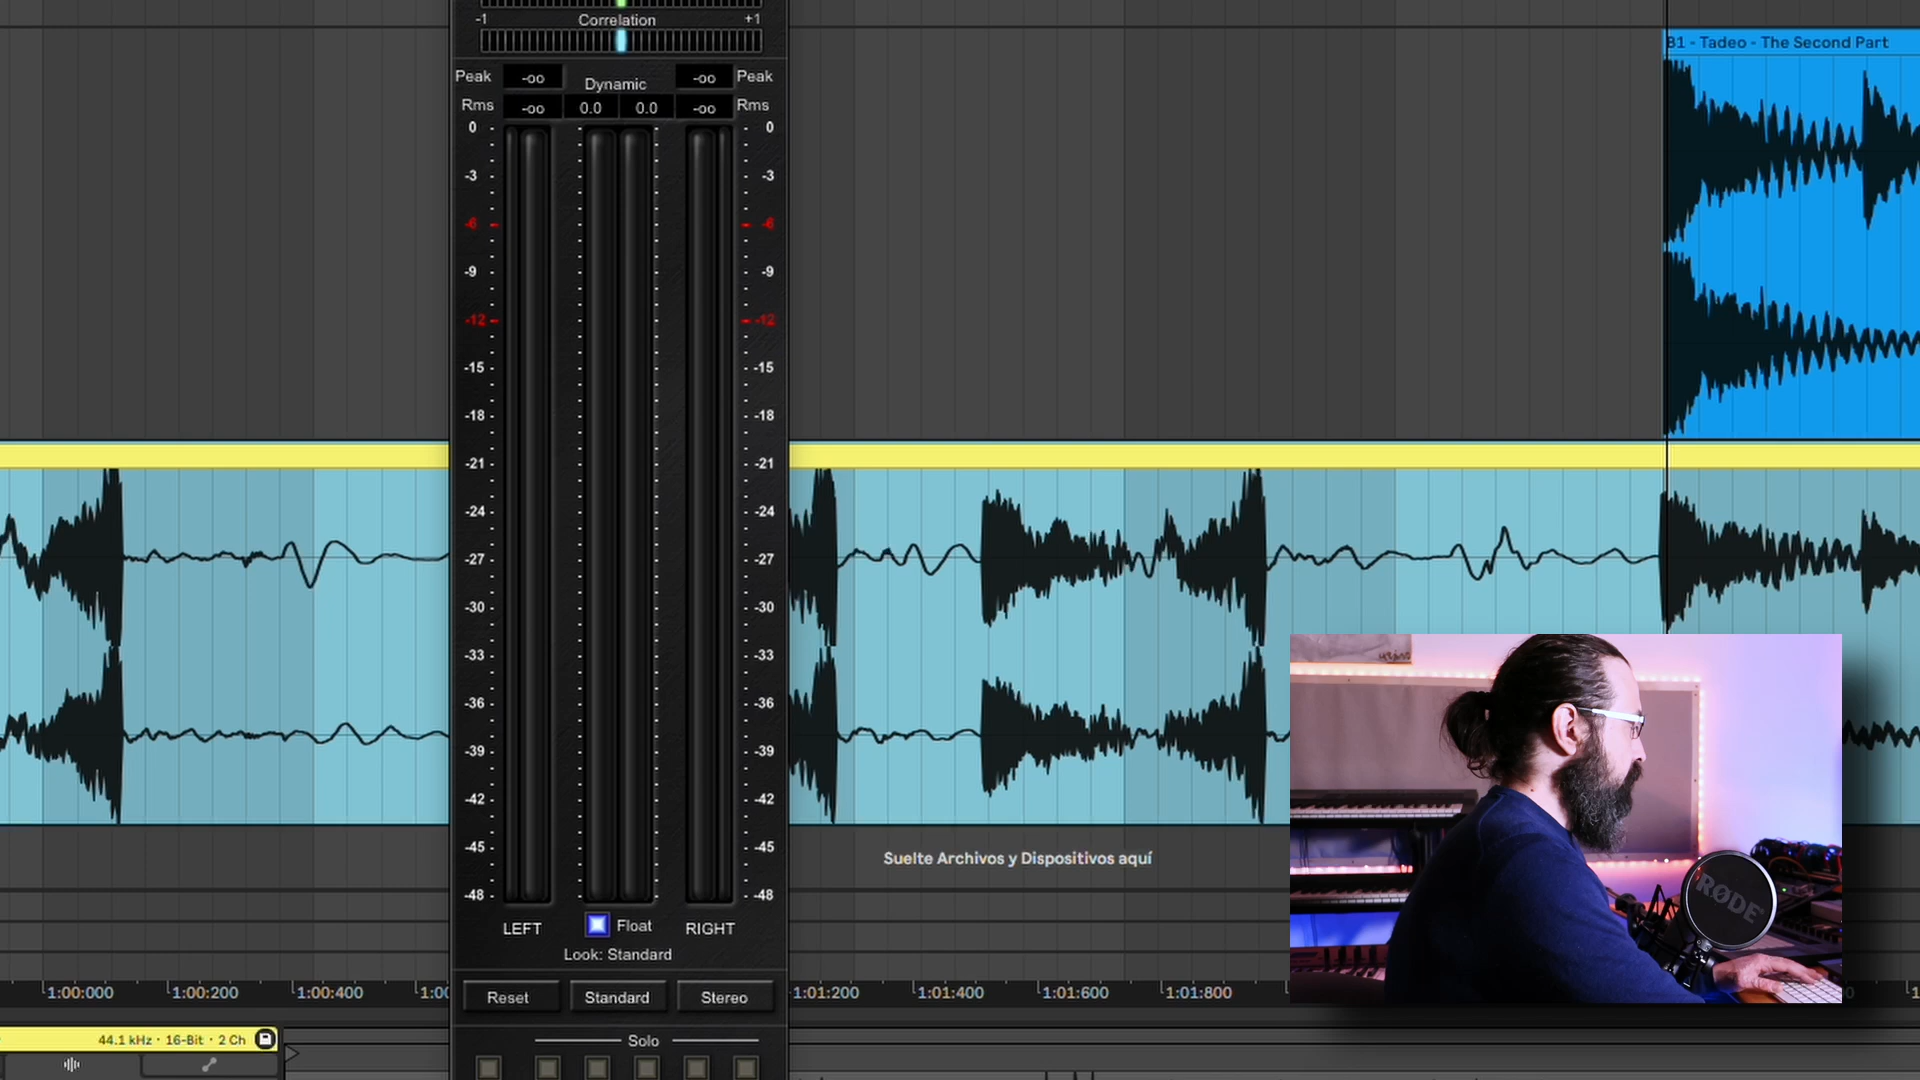 -1 Correlation +1
B1 - Tadeo - The Second Part
Peak -oo Dynamic -oo Peak
Rms -oo 0.0 0.0 -oo Rms
0 0
-3 -3
-6 -6
-9 -9
-12 -12
-15 -15
-18 -18
-21 -21
-24 -24
-27 -27
-30 -30
-33 -33
-36 -36
-39 -39
-42 -42
-45 -45
-48 -48
Suelte Archivos y Dispositivos aquí
RØDE
LEFT Float RIGHT
Look: Standard
1:00:000 1:00:200 1:00:400 1:01:200 1:01:400 1:01:600 1:01:800
Reset Standard Stereo
44.1 kHz · 16-Bit · 2 Ch
Solo